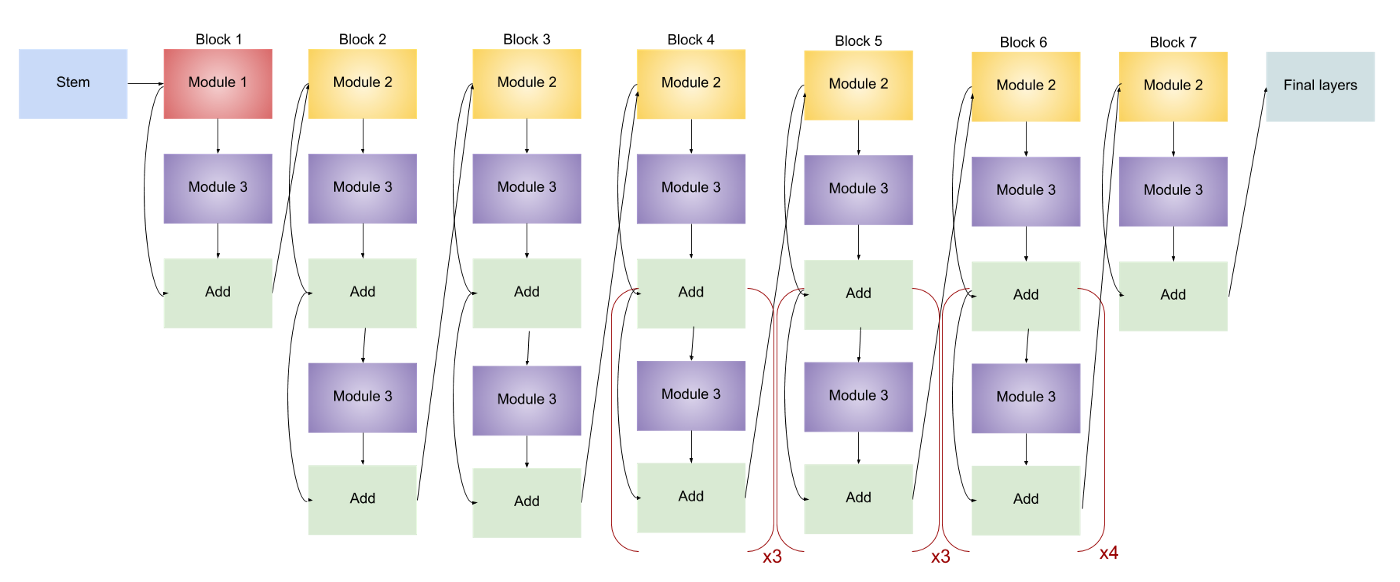 Block 1
Block 2
Block 3
Block 4
Block 5
Block 6
Block 7
Stem
Module 1
Module 2
Module 2
Module 2
Module 2
Module 2
Module 2
Final layers
Module 3
Module 3
Module 3
Module 3
Module 3
Module 3
Module 3
Add
Add
Add
Add
Add
Add
Add
Module 3
Module 3
Module 3
Module 3
Module 3
Add
Add
Add
Add
Add
x3
x3
x4